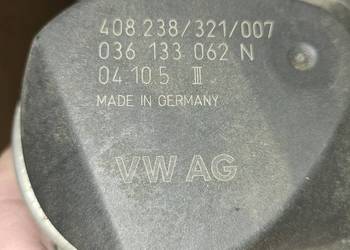 408.238/321/007
036 133 062 N
04 10 5 III
MADE IN GERMANY
VW AG